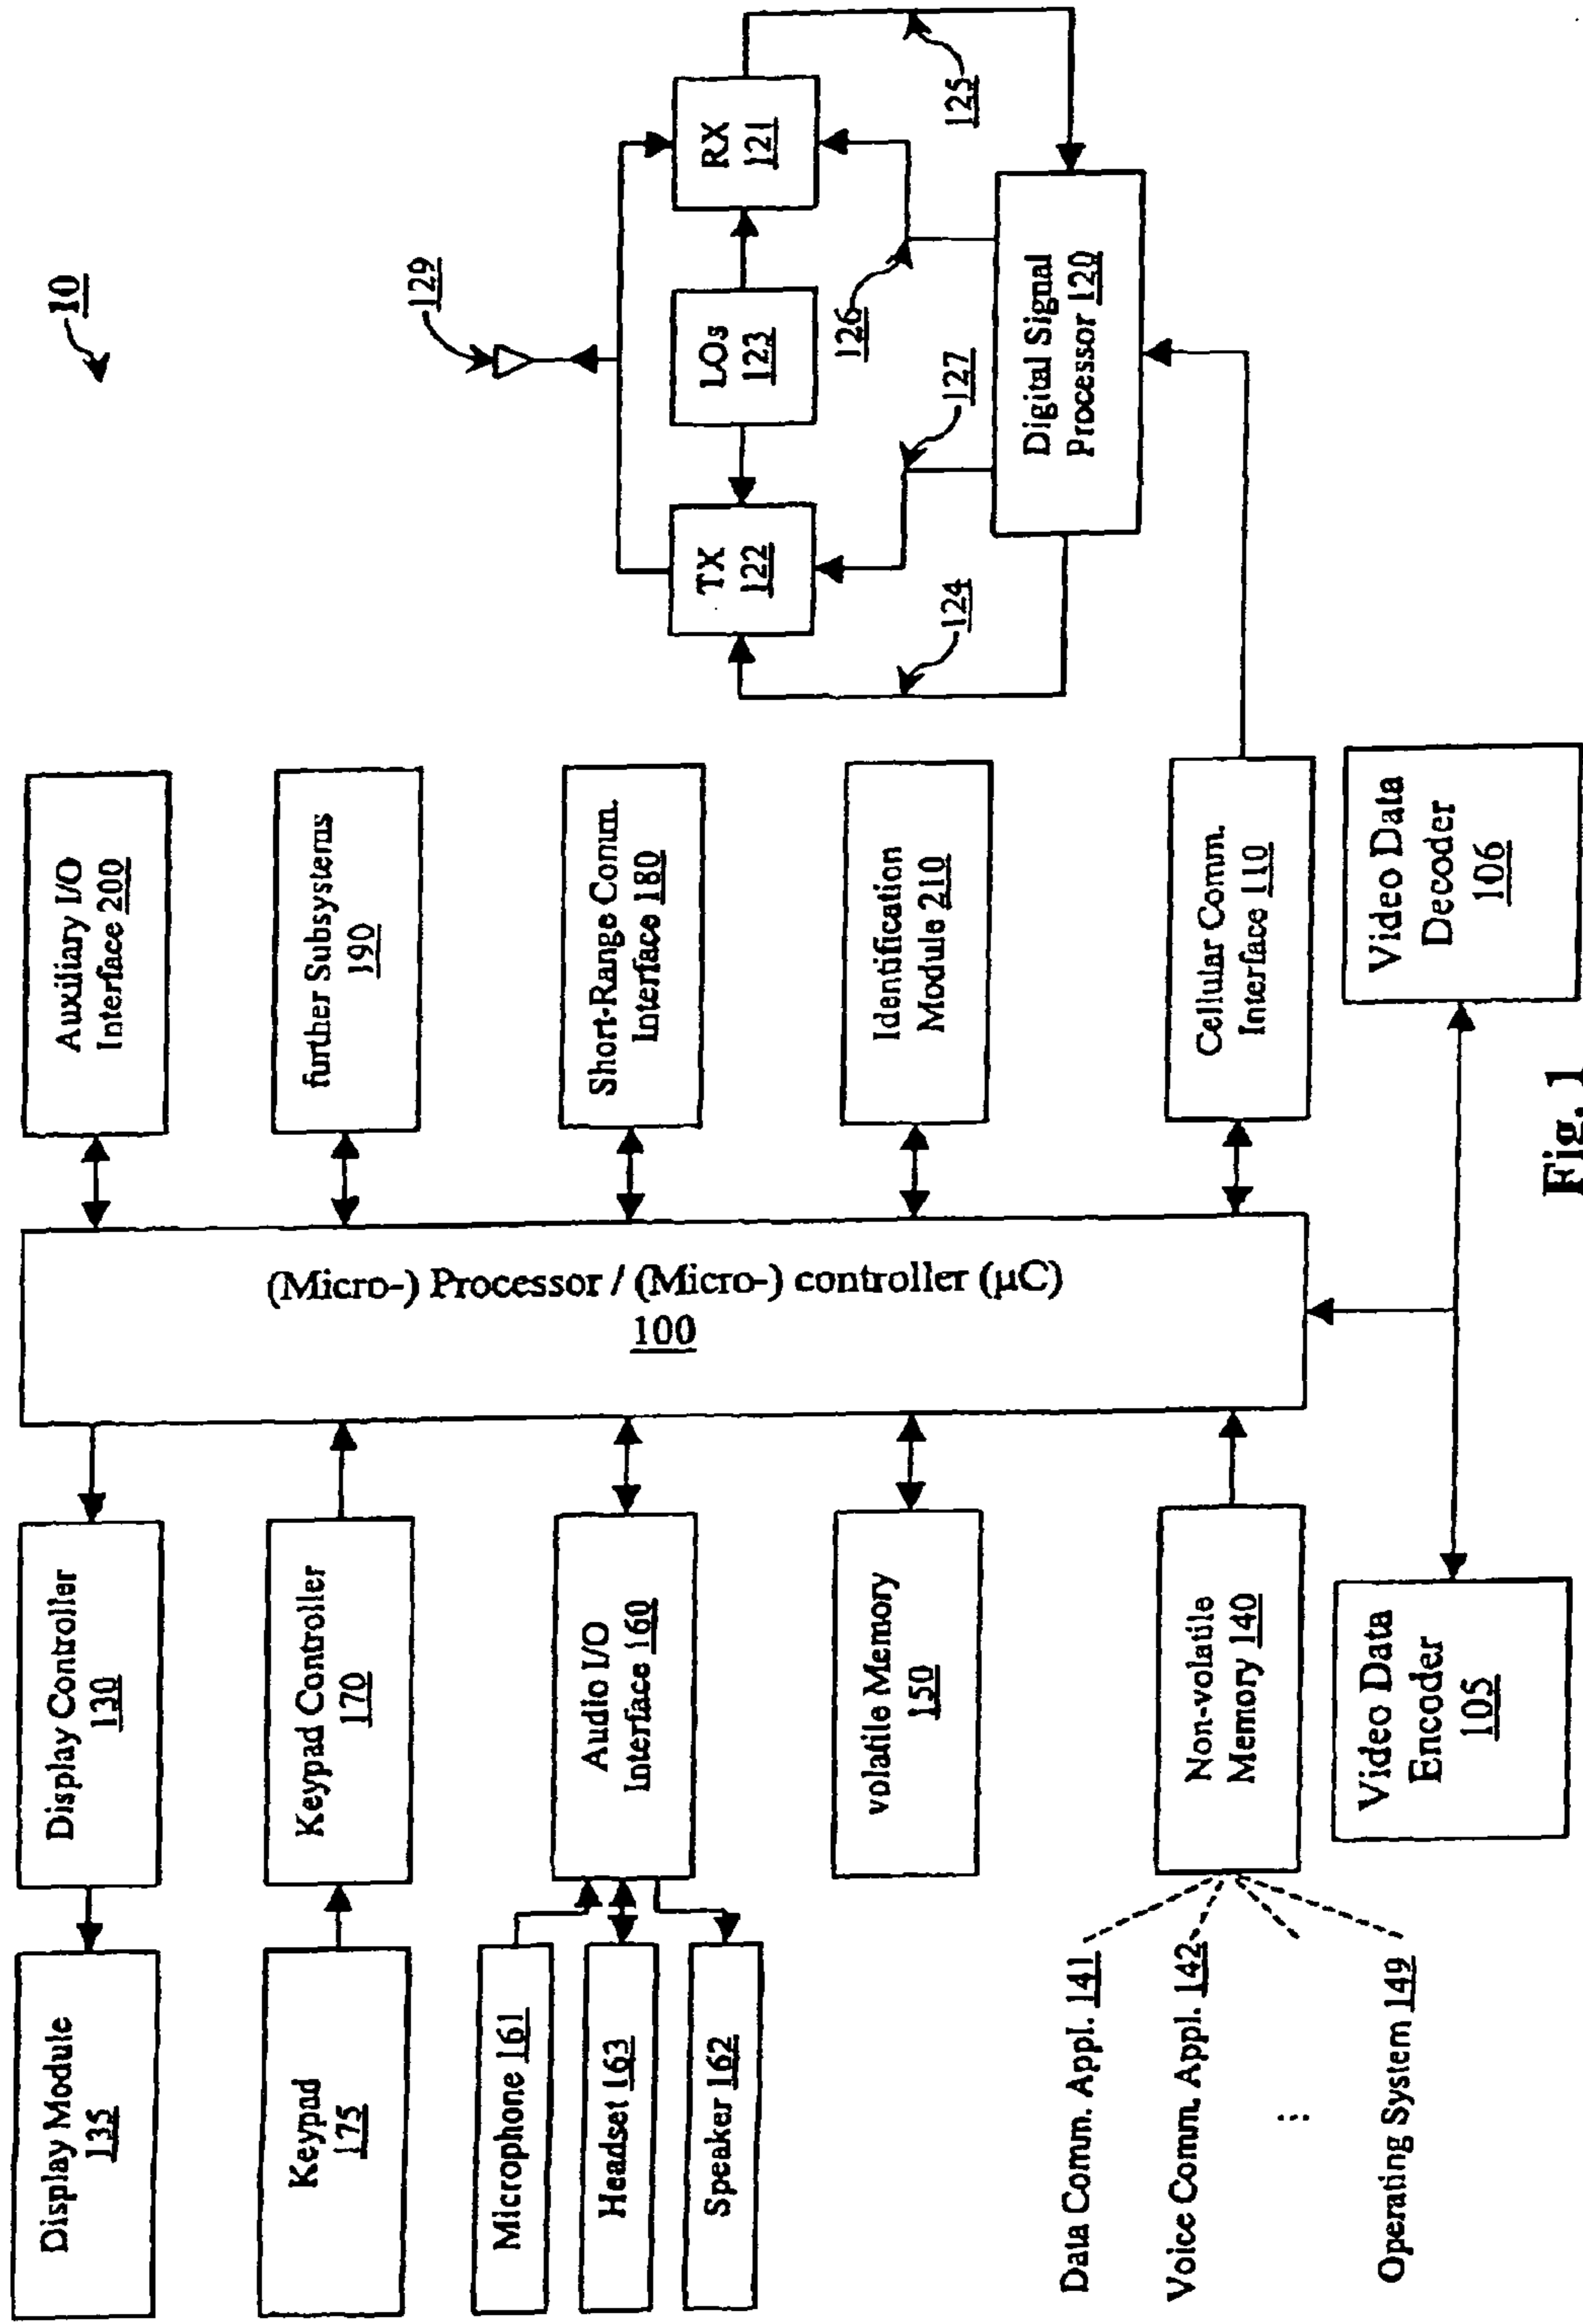 10
Display Module
135
Display Controller
130
Auxiliary I/O
Interface 200
Keypad
175
Keypad Controller
170
further Subsystems
190
Microphone 161
Headset 163
Speaker 162
Audio I/O
Interface 160
(Micro-) Processor / (Micro-) controller (µC)
100
Short-Range Comm.
Interface 180
129
TX
122
LOs
123
RX
121
volatile Memory
150
Identification
Module 210
124
127
126
125
Digital Signal
Processor 120
Data Comm. Appl. 141
Voice Comm. Appl. 142
...
Operating System 149
Non-volatile
Memory 140
Cellular Comm.
Interface 110
Video Data
Encoder
105
Video Data
Decoder
106
Fig. 1